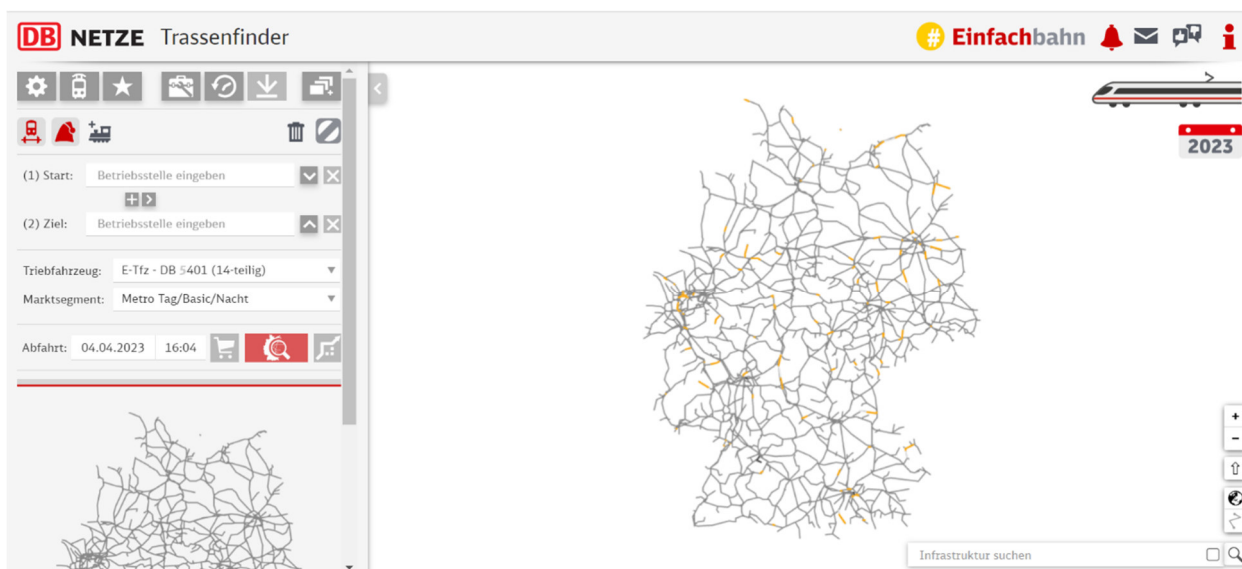 DB NETZE Trassenfinder
#Einfachbahn
2023
(1) Start: Betriebsstelle eingeben
(2) Ziel: Betriebsstelle eingeben
Triebfahrzeug: E-Tfz - DB 5401 (14-teilig)
Marktsegment: Metro Tag/Basic/Nacht
Abfahrt: 04.04.2023 16:04
Infrastruktur suchen